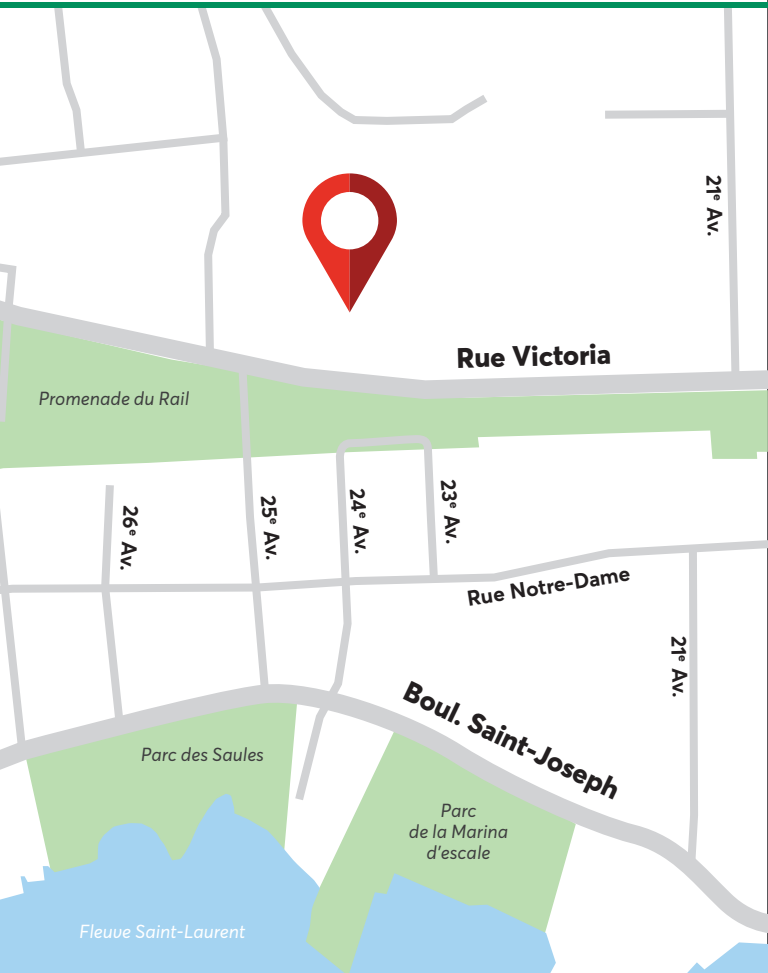 21e Av.
Rue Victoria
Promenade du Rail
26e Av.
25e Av.
24e Av.
23e Av.
Rue Notre-Dame
21e Av.
Boul. Saint-Joseph
Parc des Saules
Parc
de la Marina
d'escale
Fleuve Saint-Laurent